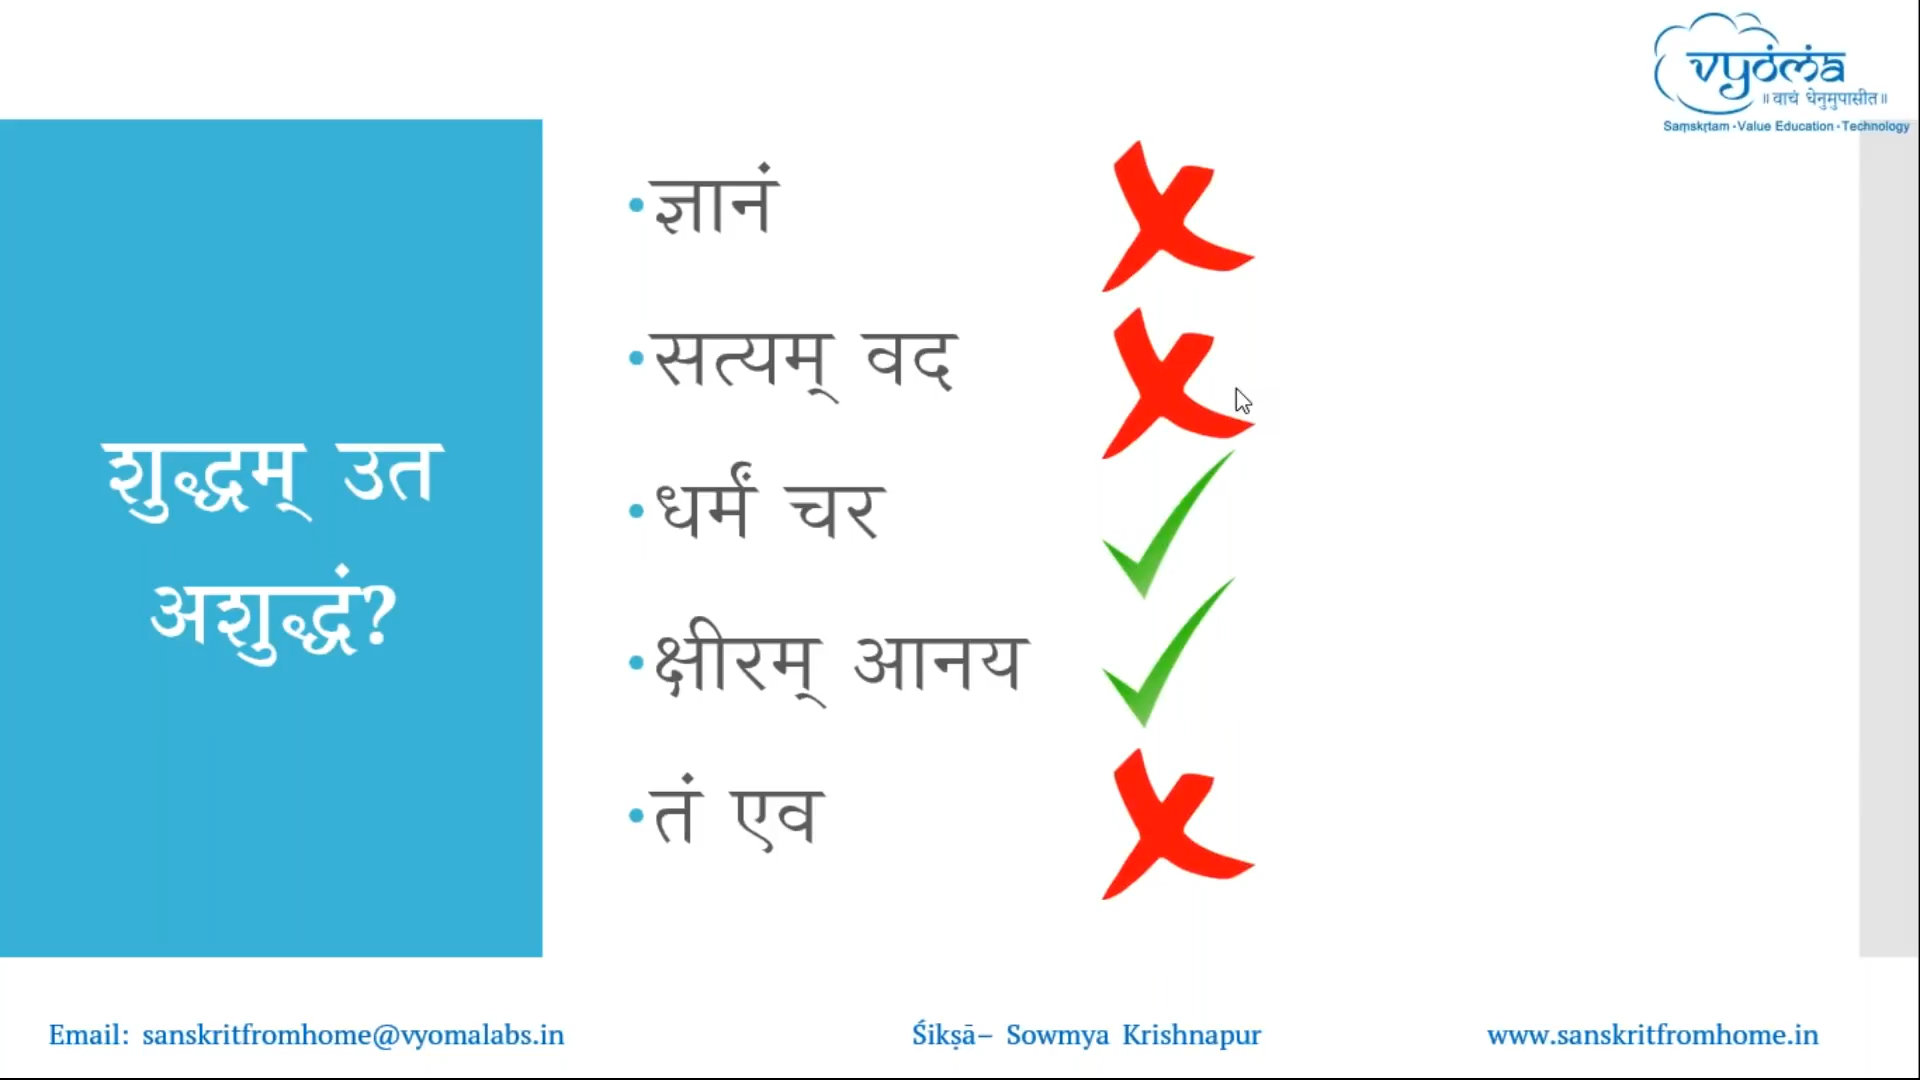 vyoma
॥ वाचं धेनुमुपासीत॥
Saṃskṛtam - Value Education - Technology
शुद्धम् उत
अशुद्धं?
•ज्ञानं
•सत्यम् वद
•धर्मं चर
•क्षीरम् आनय
•तं एव
Email: sanskritfromhome@vyomalabs.in
Śikṣā– Sowmya Krishnapur
www.sanskritfromhome.in